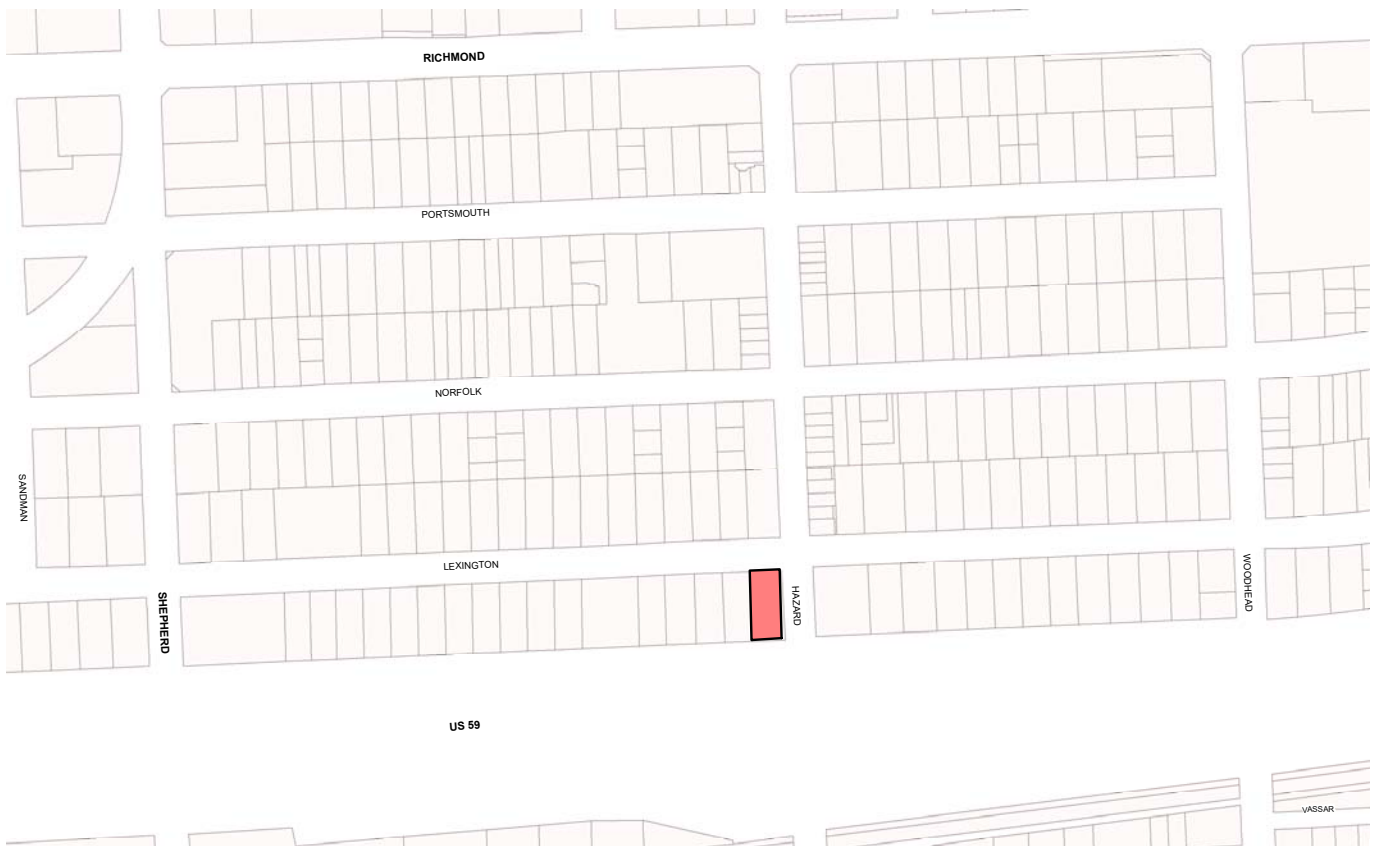 RICHMOND
PORTSMOUTH
NORFOLK
SANDMAN
LEXINGTON
SHEPHERD
HAZARD
WOODHEAD
US 59
VASSAR